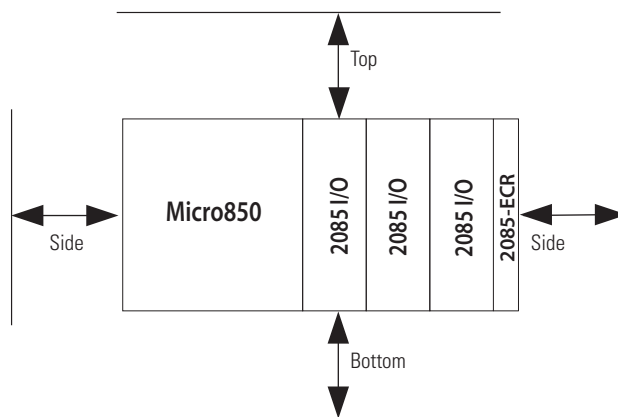 Top
Micro850
2085 I/O
2085 I/O
2085 I/O
2085-ECR
Side
Side
Bottom